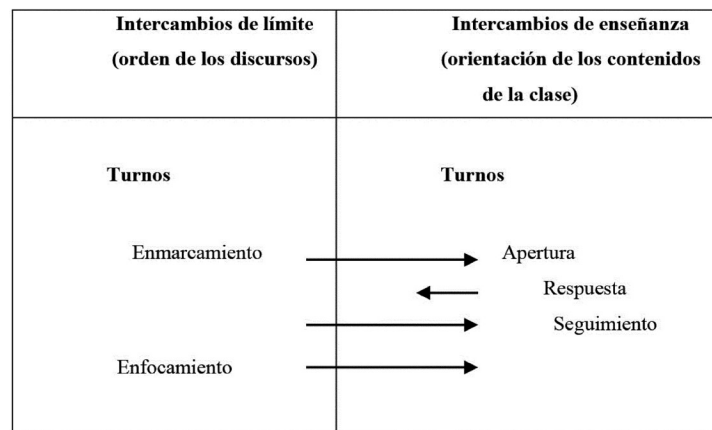 Intercambios de límite
(orden de los discursos)
Intercambios de enseñanza
(orientación de los contenidos
de la clase)
Turnos
Turnos
Enmarcamiento
Apertura
Respuesta
Seguimiento
Enfocamiento